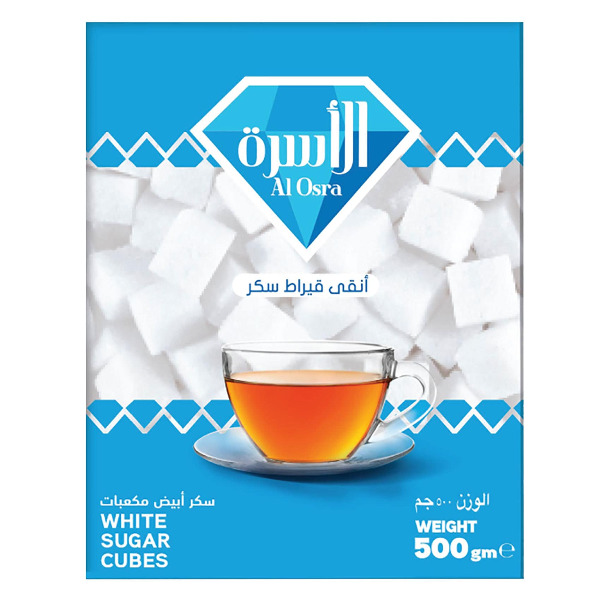 الأسرة
Al Osra
أنقى قيراط سكر
سكر أبيض مكعبات
WHITE
SUGAR
CUBES
الوزن ٥٠٠ جم
WEIGHT
500 gm℮